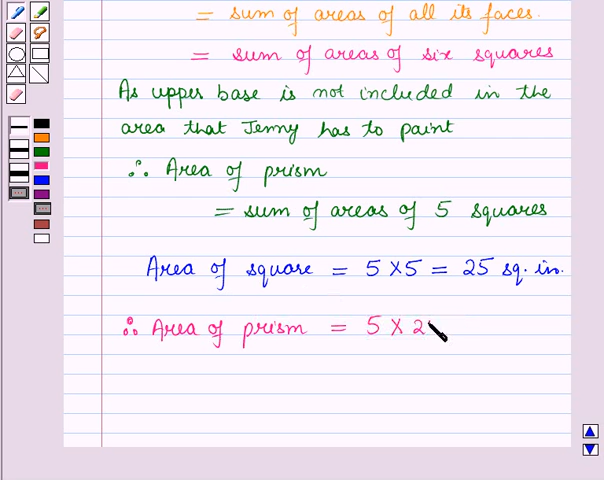 = sum of areas of all its faces.
= sum of areas of six squares
As upper base is not included in the
area that Jenny has to paint
∴ Area of prism
= sum of areas of 5 squares
Area of square = 5 × 5 = 25 sq. in.
∴ Area of prism = 5 × 2